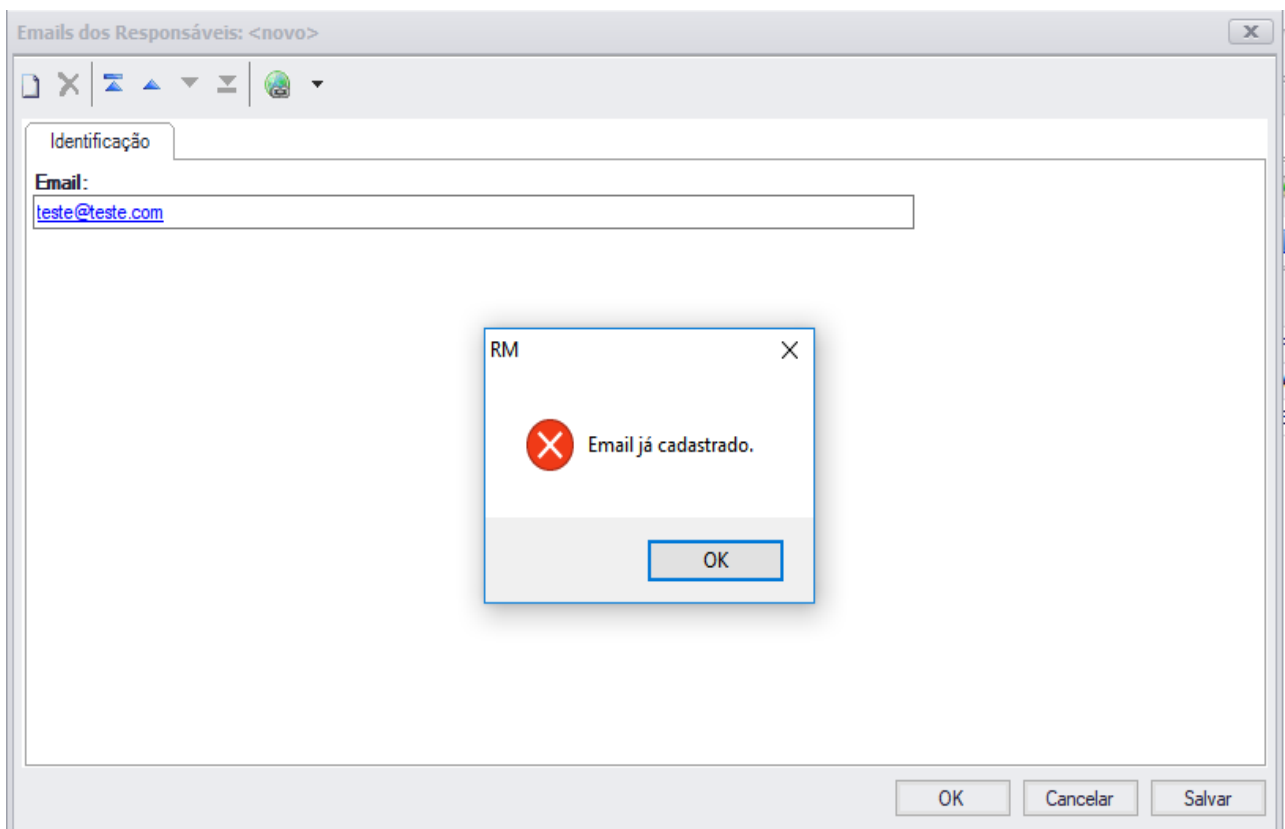 Emails dos Responsáveis: <novo>
Identificação
Email:
teste@teste.com
RM
Email já cadastrado.
OK
OK
Cancelar
Salvar